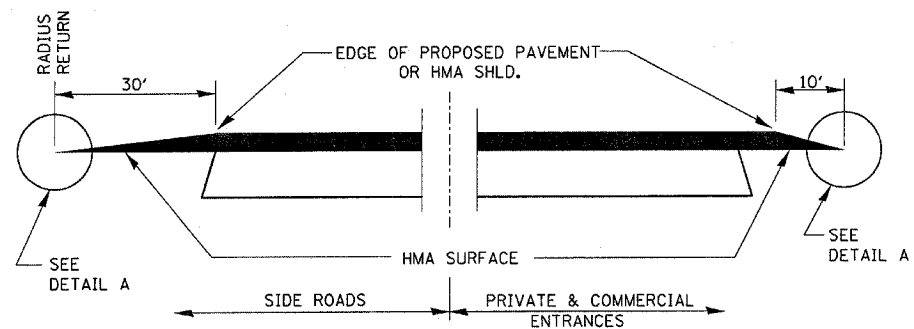 RADIUS
RETURN
30'
EDGE OF PROPOSED PAVEMENT
OR HMA SHLD.
10'
SEE
DETAIL A
HMA SURFACE
SEE
DETAIL A
SIDE ROADS
PRIVATE & COMMERCIAL
ENTRANCES